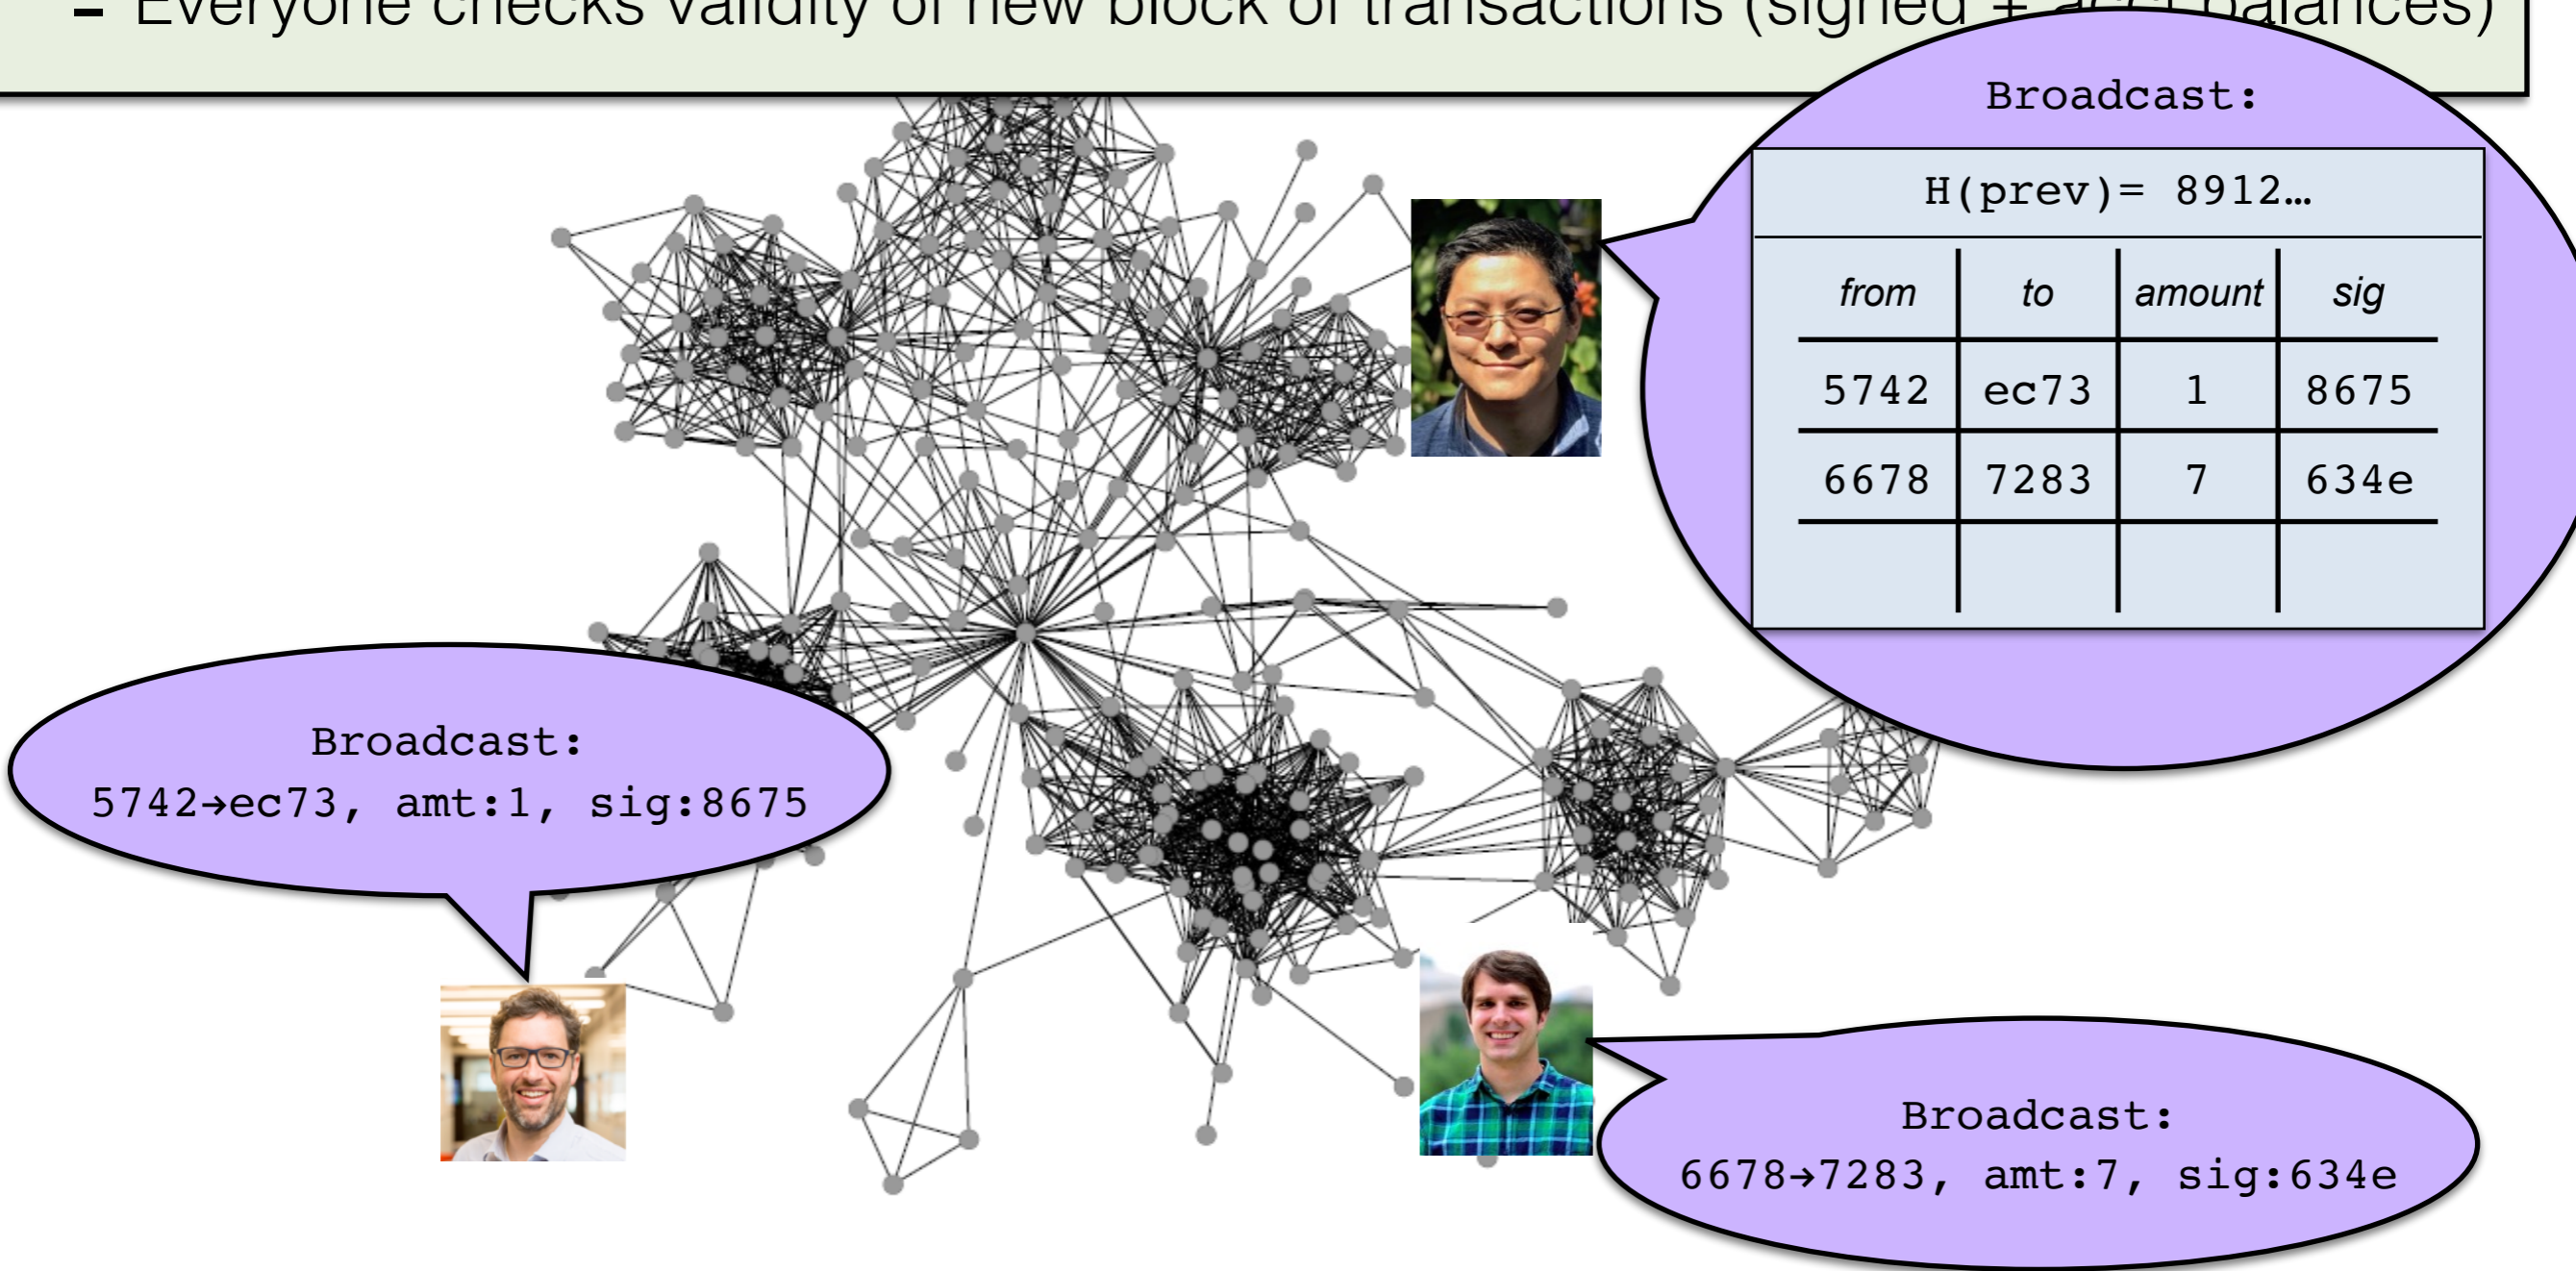 - Everyone checks validity of new block of transactions (signed + acct balances)
Broadcast:
H(prev)= 8912…
from to amount sig
5742 ec73 1 8675
6678 7283 7 634e
Broadcast:
5742→ec73, amt:1, sig:8675
Broadcast:
6678→7283, amt:7, sig:634e